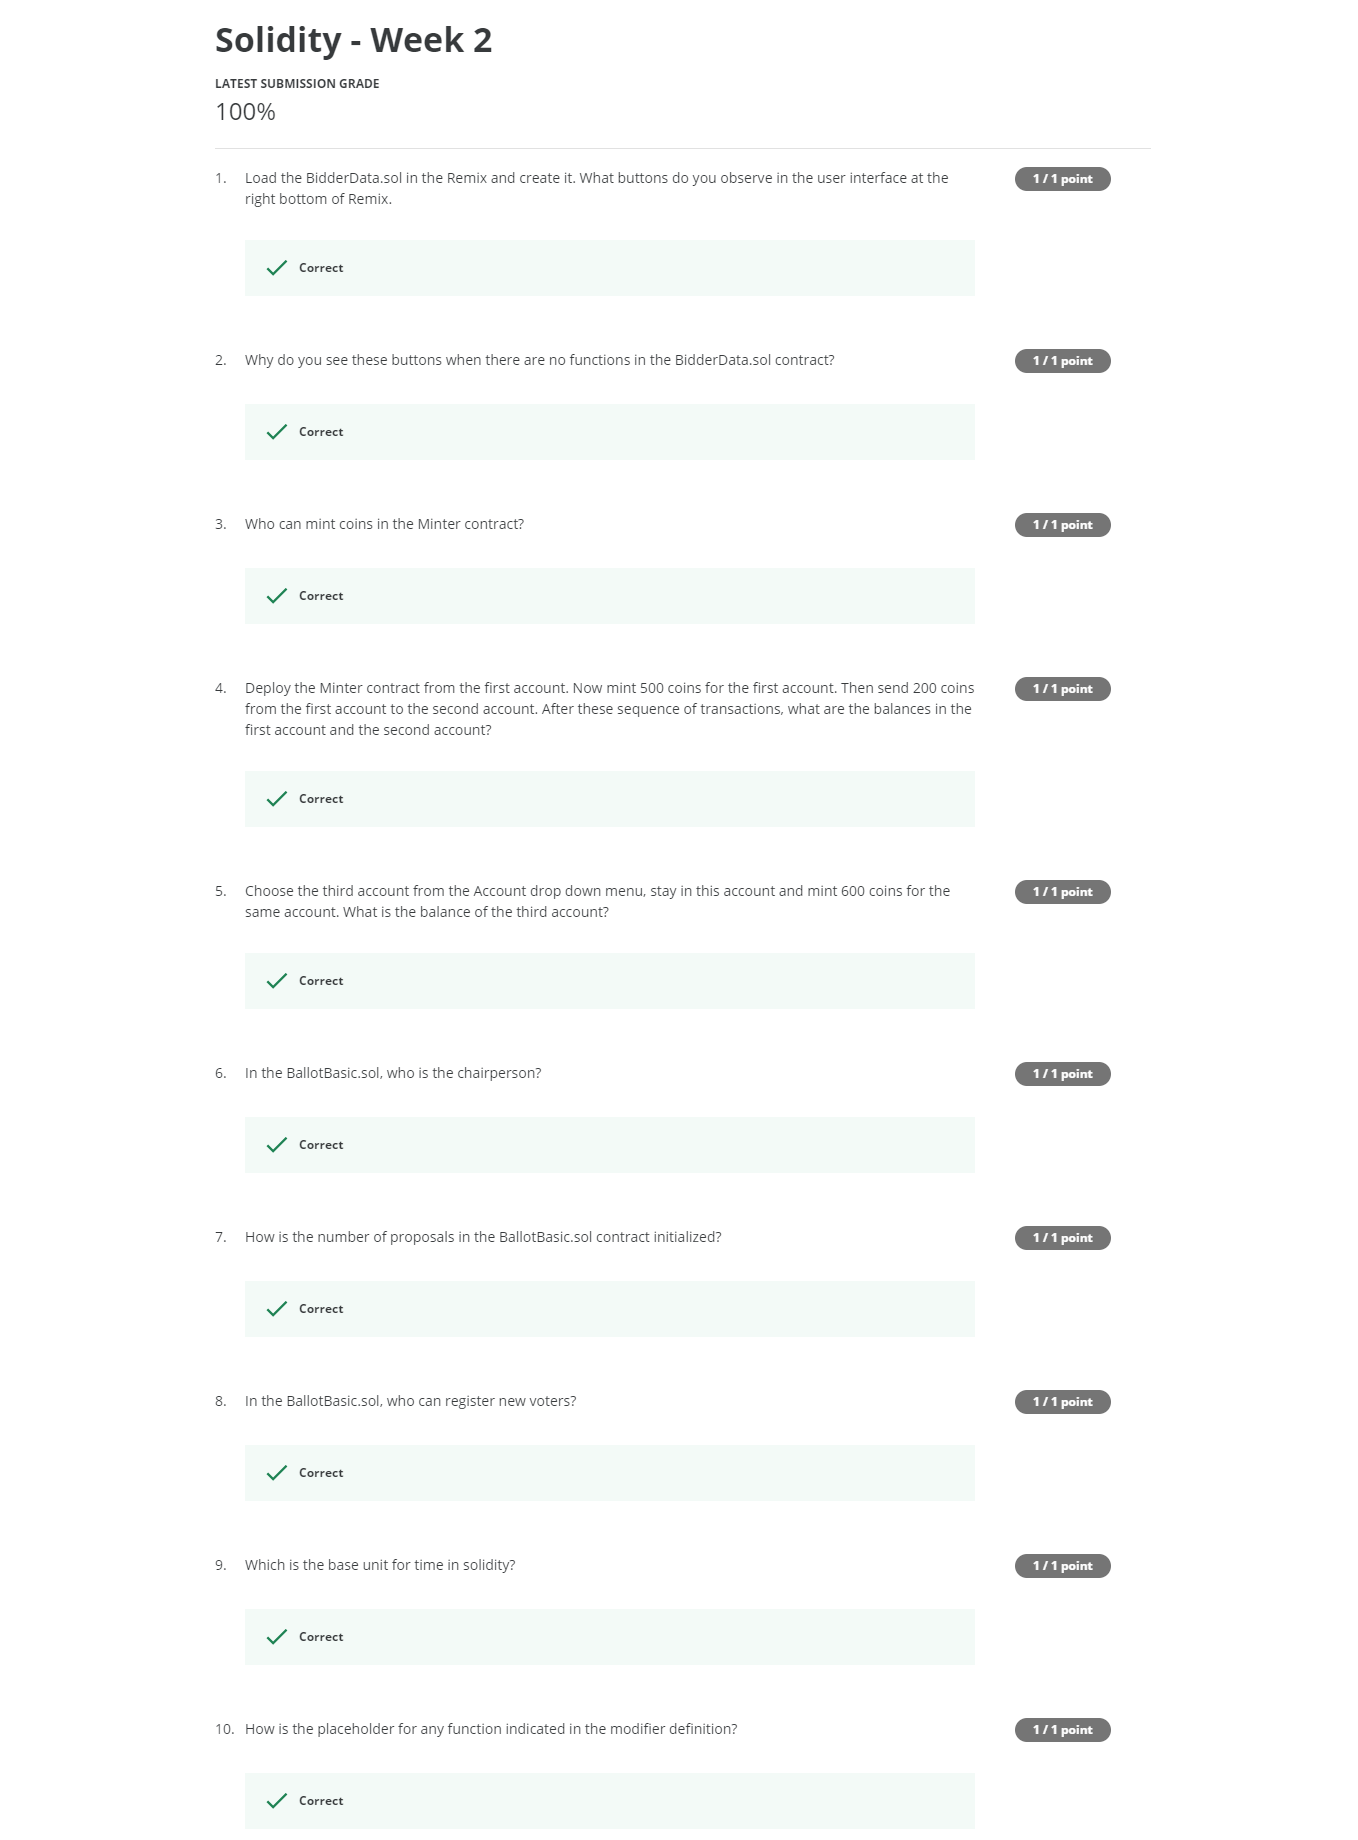 Solidity - Week 2
LATEST SUBMISSION GRADE
100%
1. Load the BidderData.sol in the Remix and create it. What buttons do you observe in the user interface at the
right bottom of Remix.
1 / 1 point
Correct
2. Why do you see these buttons when there are no functions in the BidderData.sol contract?
1 / 1 point
Correct
3. Who can mint coins in the Minter contract?
1 / 1 point
Correct
4. Deploy the Minter contract from the first account. Now mint 500 coins for the first account. Then send 200 coins
from the first account to the second account. After these sequence of transactions, what are the balances in the
first account and the second account?
1 / 1 point
Correct
5. Choose the third account from the Account drop down menu, stay in this account and mint 600 coins for the
same account. What is the balance of the third account?
1 / 1 point
Correct
6. In the BallotBasic.sol, who is the chairperson?
1 / 1 point
Correct
7. How is the number of proposals in the BallotBasic.sol contract initialized?
1 / 1 point
Correct
8. In the BallotBasic.sol, who can register new voters?
1 / 1 point
Correct
9. Which is the base unit for time in solidity?
1 / 1 point
Correct
10. How is the placeholder for any function indicated in the modifier definition?
1 / 1 point
Correct